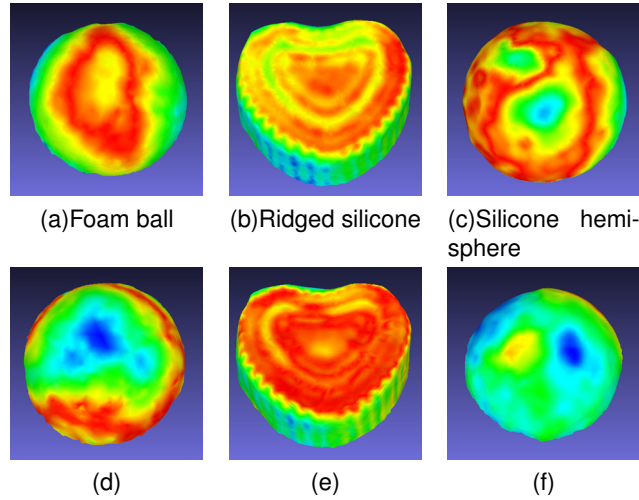 (a)Foam ball
(b)Ridged silicone
(c)Silicone hemi-
sphere
(d)
(e)
(f)